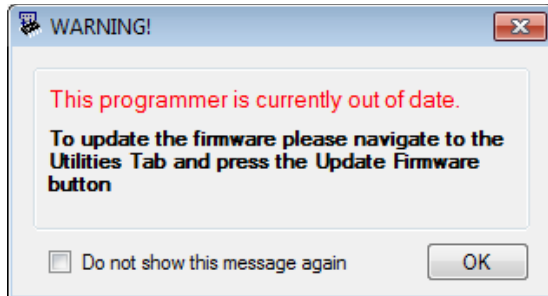 WARNING!
This programmer is currently out of date.
To update the firmware please navigate to the
Utilities Tab and press the Update Firmware
button
Do not show this message again
OK